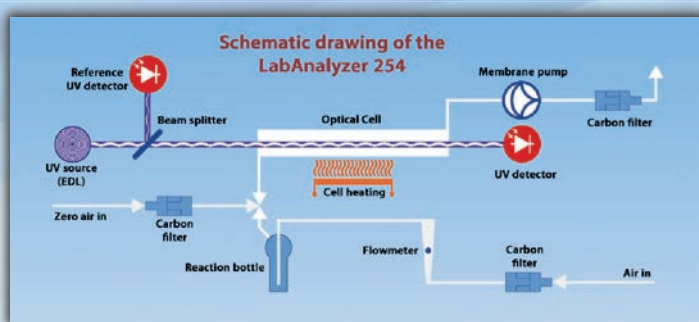 Schematic drawing of the
LabAnalyzer 254
Reference
UV detector
Membrane pump
Beam splitter
Optical Cell
Carbon filter
UV source
(EDL)
UV detector
Cell heating
Zero air in
Carbon
filter
Reaction bottle
Flowmeter
Carbon
filter
Air in